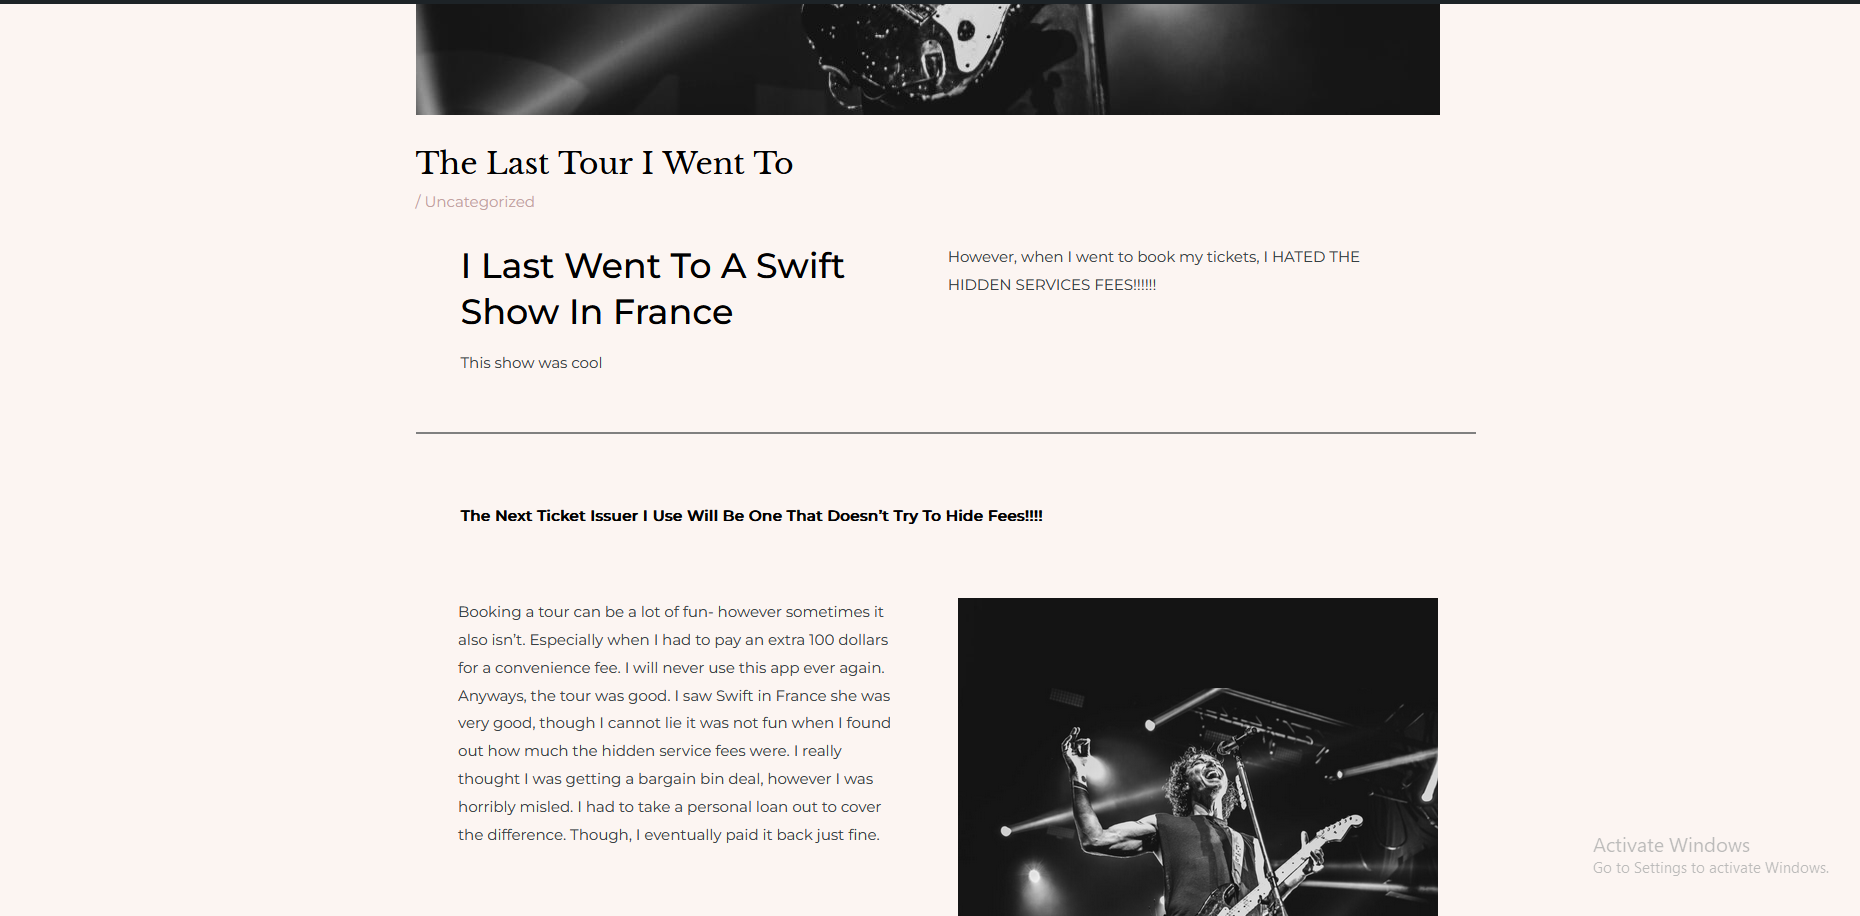 The Last Tour I Went To
/ Uncategorized
I Last Went To A Swift
Show In France
This show was cool
However, when I went to book my tickets, I HATED THE
HIDDEN SERVICES FEES!!!!!!
The Next Ticket Issuer I Use Will Be One That Doesn’t Try To Hide Fees!!!!
Booking a tour can be a lot of fun- however sometimes it
also isn’t. Especially when I had to pay an extra 100 dollars
for a convenience fee. I will never use this app ever again.
Anyways, the tour was good. I saw Swift in France she was
very good, though I cannot lie it was not fun when I found
out how much the hidden service fees were. I really
thought I was getting a bargain bin deal, however I was
horribly misled. I had to take a personal loan out to cover
the difference. Though, I eventually paid it back just fine.
Activate Windows
Go to Settings to activate Windows.